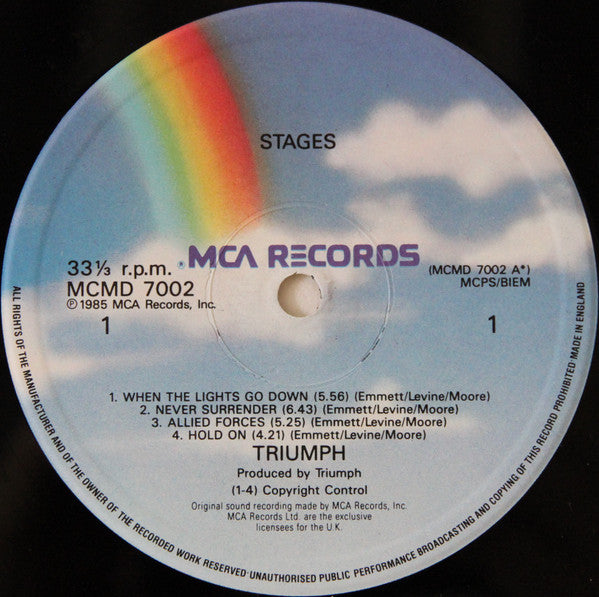 STAGES
MCA RECORDS
33⅓ r.p.m.
MCMD 7002
℗1985 MCA Records, Inc.
(MCMD 7002 A*)
MCPS/BIEM
1
1
1. WHEN THE LIGHTS GO DOWN (5.56) (Emmett/Levine/Moore)
2. NEVER SURRENDER (6.43) (Emmett/Levine/Moore)
3. ALLIED FORCES (5.25) (Emmett/Levine/Moore)
4. HOLD ON (4.21) (Emmett/Levine/Moore)
TRIUMPH
Produced by Triumph
(1-4) Copyright Control
Original sound recording made by MCA Records, Inc.
MCA Records Ltd. are the exclusive
licensees for the U.K.
ALL RIGHTS OF THE MANUFACTURER AND OF THE OWNER OF THE RECORDED WORK RESERVED·UNAUTHORISED PUBLIC PERFORMANCE BROADCASTING AND COPYING OF THIS RECORD PROHIBITED·MADE IN ENGLAND